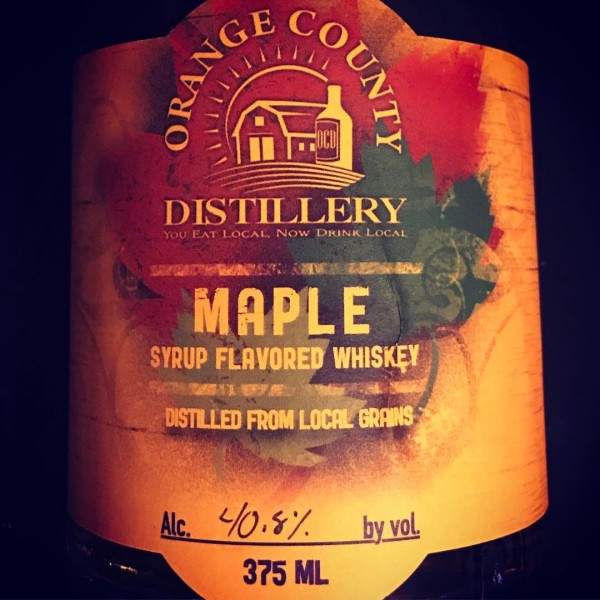 ORANGE COUNTY
OCD
DISTILLERY
YOU EAT LOCAL, NOW DRINK LOCAL
MAPLE
SYRUP FLAVORED WHISKEY
DISTILLED FROM LOCAL GRAINS
Alc. 40.8% by vol.
375 ML